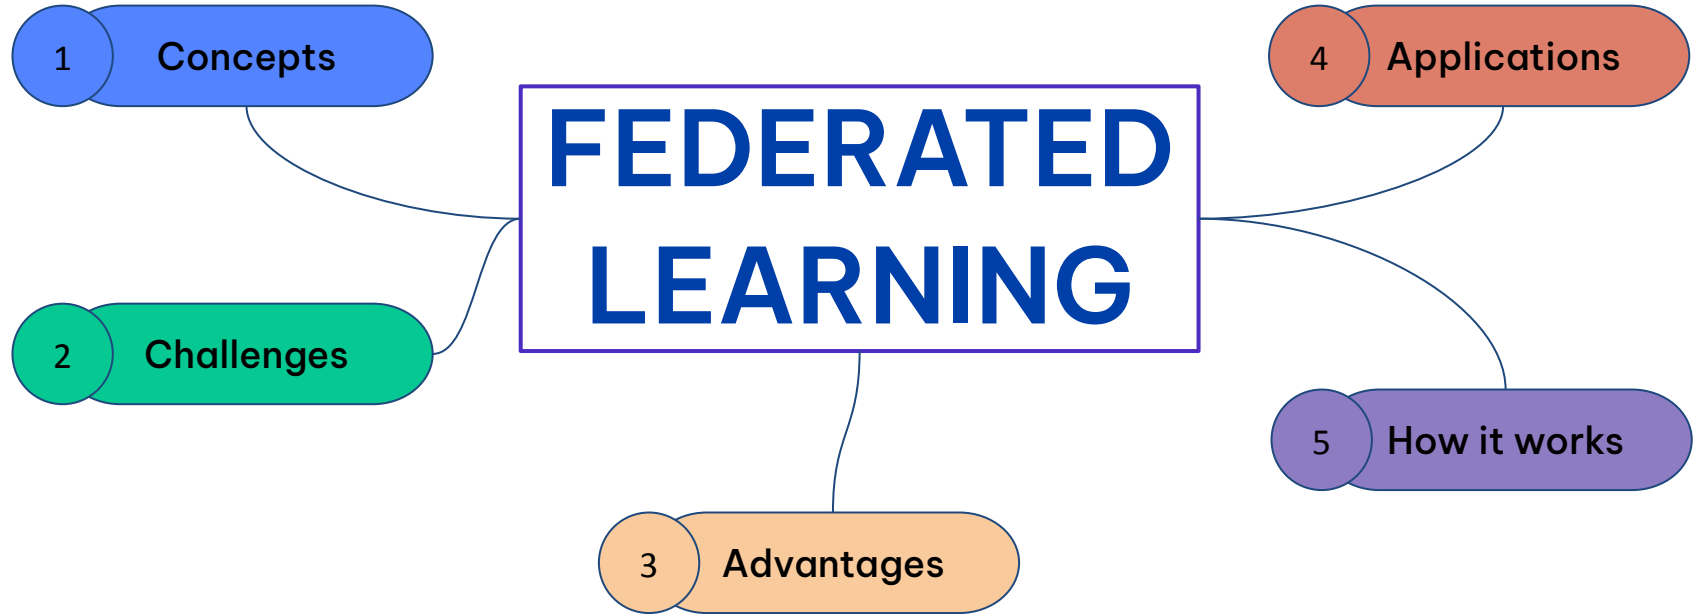 1 Concepts
4 Applications
FEDERATED
LEARNING
2 Challenges
5 How it works
3 Advantages